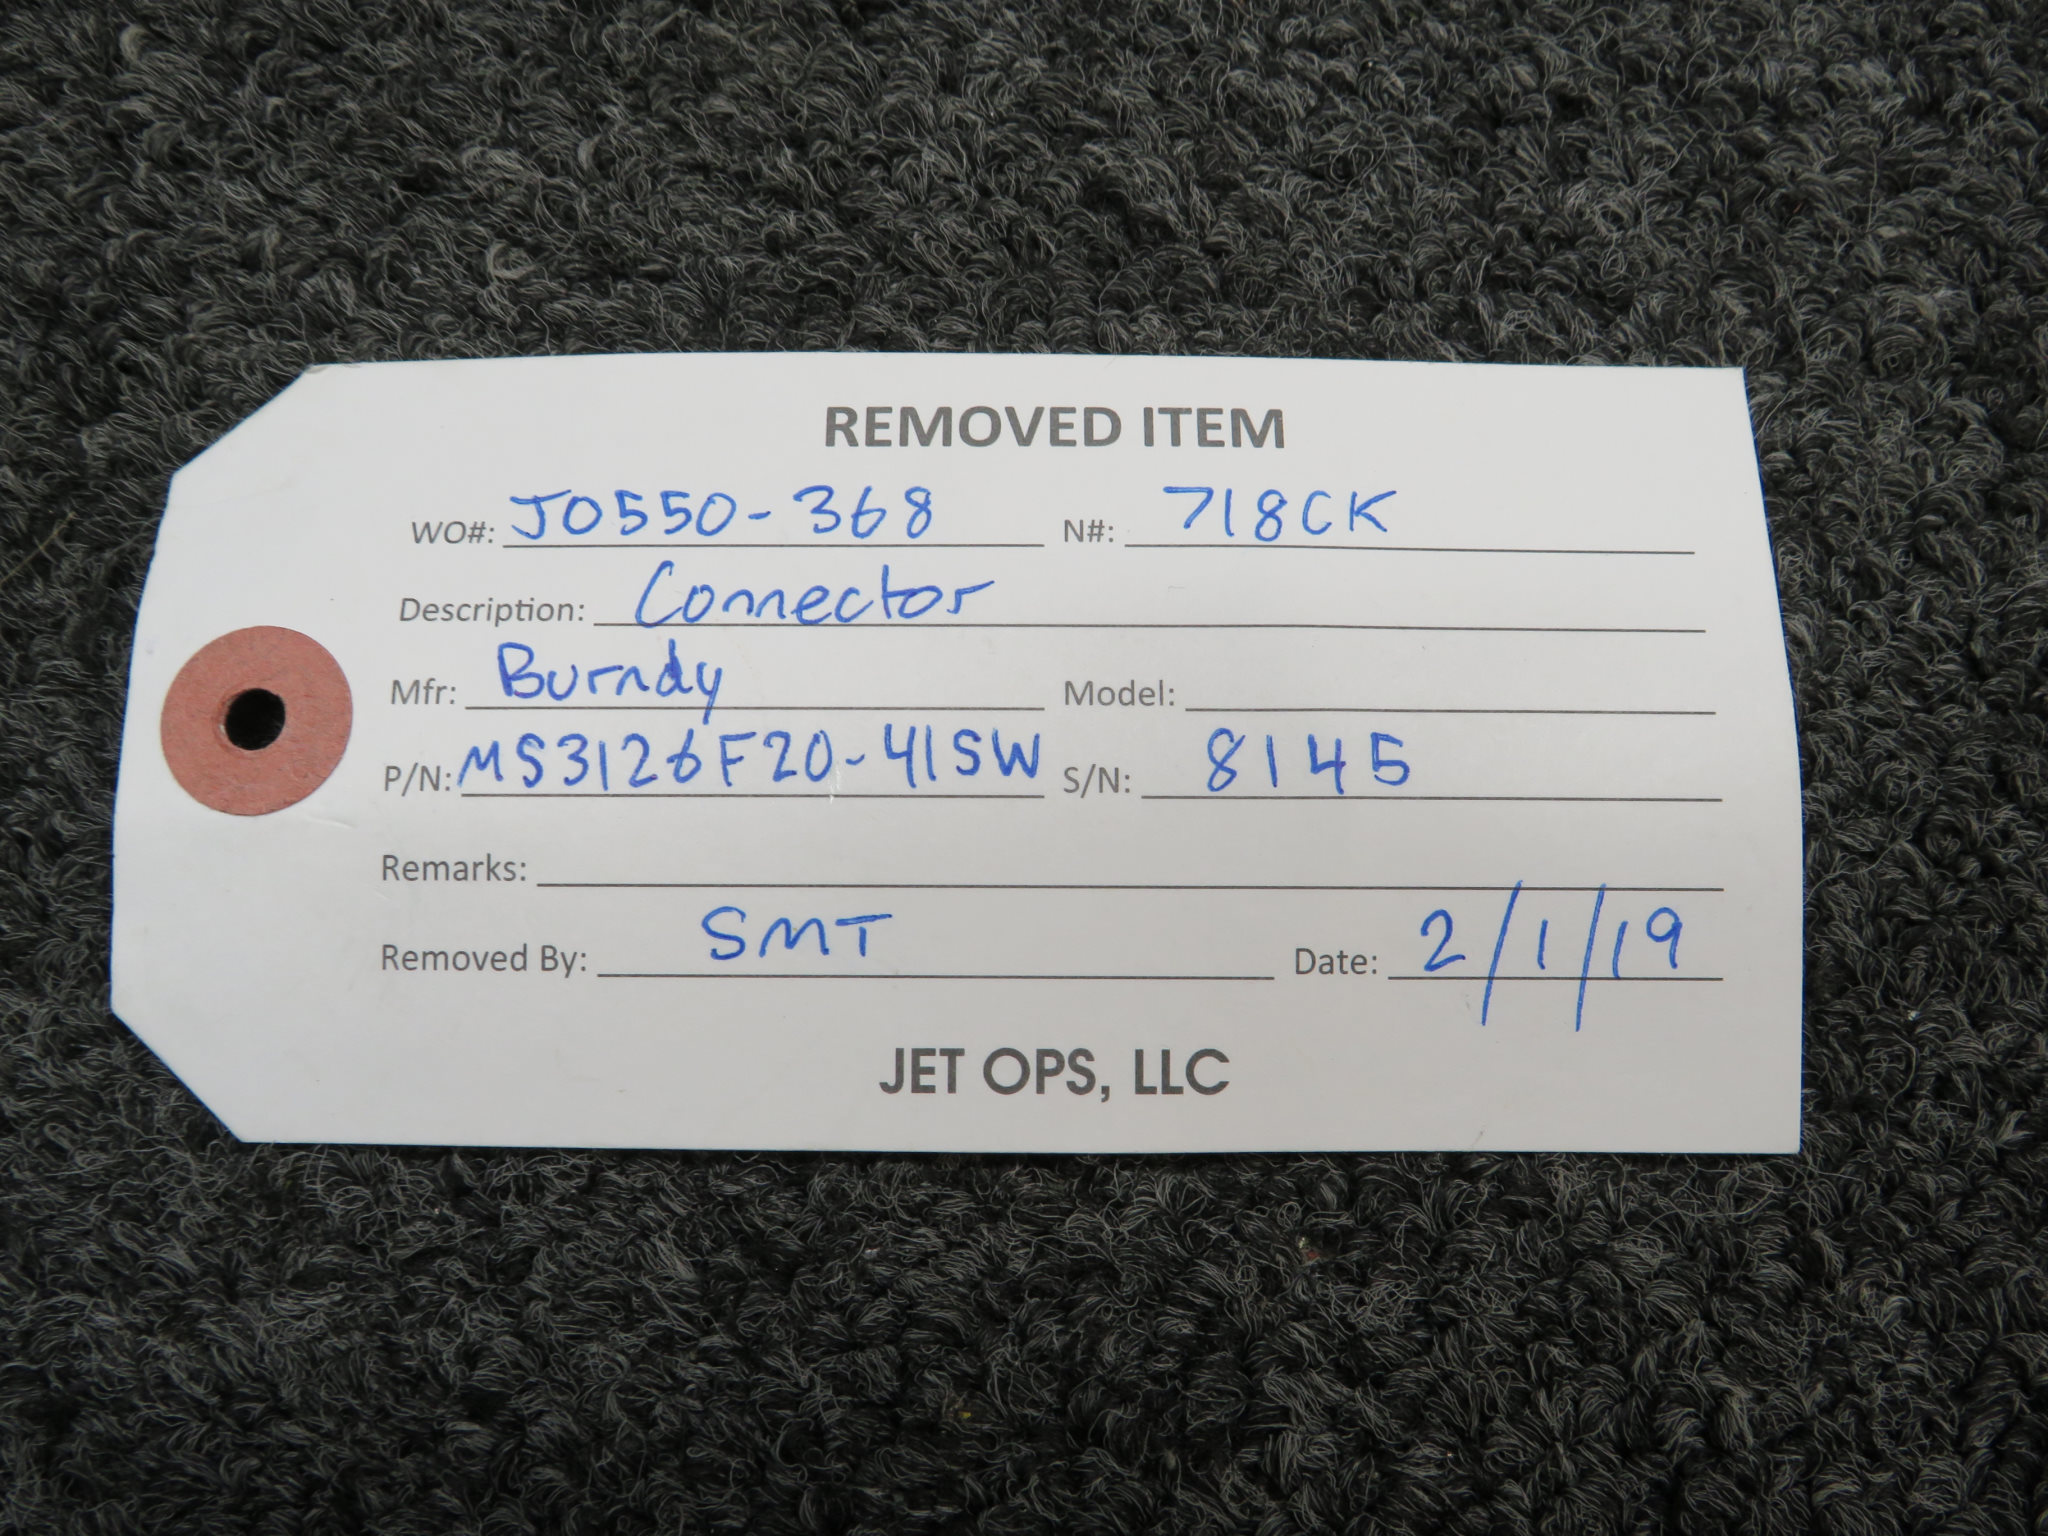 REMOVED ITEM
WO#: JO550-368 N#: 718CK
Description: Connector
Mfr: Burndy Model:
P/N: MS3126F20-41SW S/N: 8145
Remarks:
Removed By: SMT Date: 2/1/19
JET OPS, LLC